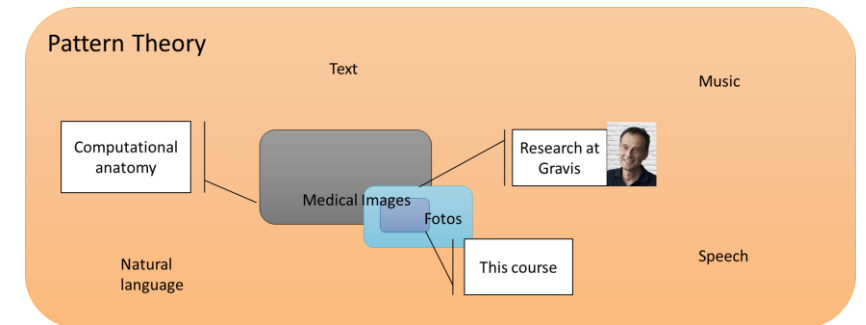 Pattern Theory
Text
Music
Computational
anatomy
Research at
Gravis
Medical Images
Fotos
This course
Natural
language
Speech